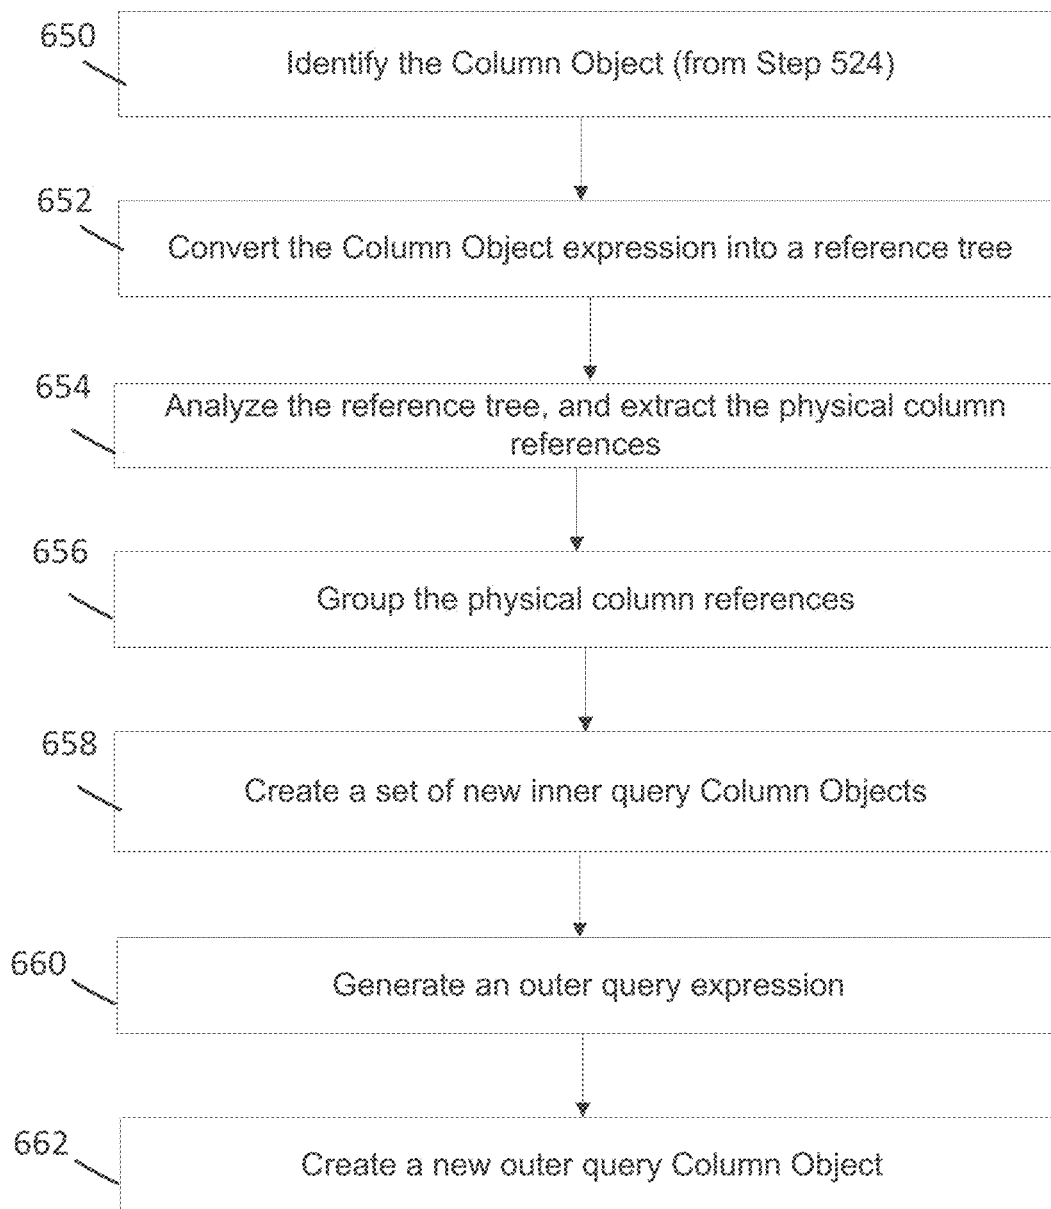 650
Identify the Column Object (from Step 524)
652
Convert the Column Object expression into a reference tree
654
Analyze the reference tree, and extract the physical column
references
656
Group the physical column references
658
Create a set of new inner query Column Objects
660
Generate an outer query expression
662
Create a new outer query Column Object